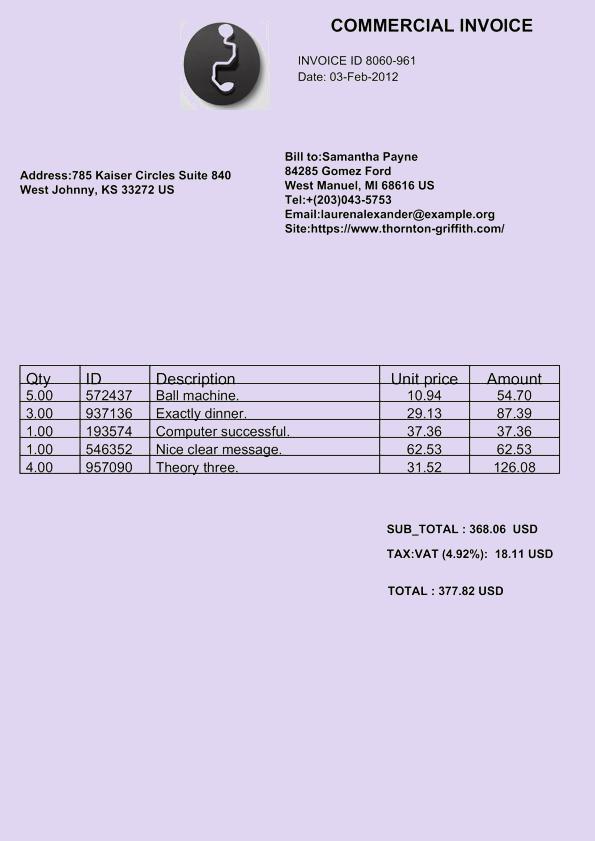 COMMERCIAL INVOICE
INVOICE ID 8060-961
Date: 03-Feb-2012
Address:785 Kaiser Circles Suite 840
West Johnny, KS 33272 US
Bill to:Samantha Payne
84285 Gomez Ford
West Manuel, MI 68616 US
Tel:+(203)043-5753
Email:laurenalexander@example.org
Site:https://www.thornton-griffith.com/
Qty ID Description Unit price Amount
5.00 572437 Ball machine. 10.94 54.70
3.00 937136 Exactly dinner. 29.13 87.39
1.00 193574 Computer successful. 37.36 37.36
1.00 546352 Nice clear message. 62.53 62.53
4.00 957090 Theory three. 31.52 126.08
SUB_TOTAL : 368.06 USD
TAX:VAT (4.92%): 18.11 USD
TOTAL : 377.82 USD